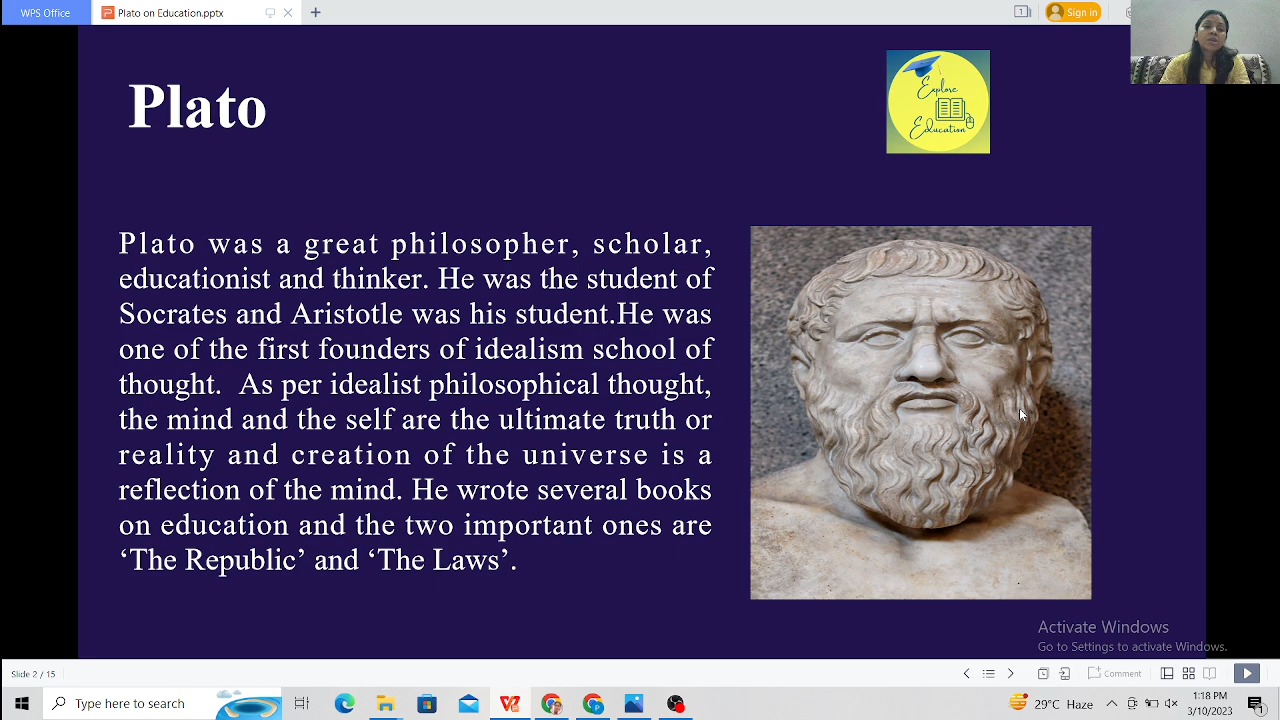 WPS Office
Plato on Education.pptx
1
Sign in
Plato
Explore
Education
Plato was a great philosopher, scholar,
educationist and thinker. He was the student of
Socrates and Aristotle was his student.He was
one of the first founders of idealism school of
thought. As per idealist philosophical thought,
the mind and the self are the ultimate truth or
reality and creation of the universe is a
reflection of the mind. He wrote several books
on education and the two important ones are
‘The Republic’ and ‘The Laws’.
Activate Windows
Go to Settings to activate Windows.
Slide 2 / 15
Comment
Type here to search
29°C Haze
1:18 PM
3/10/2023